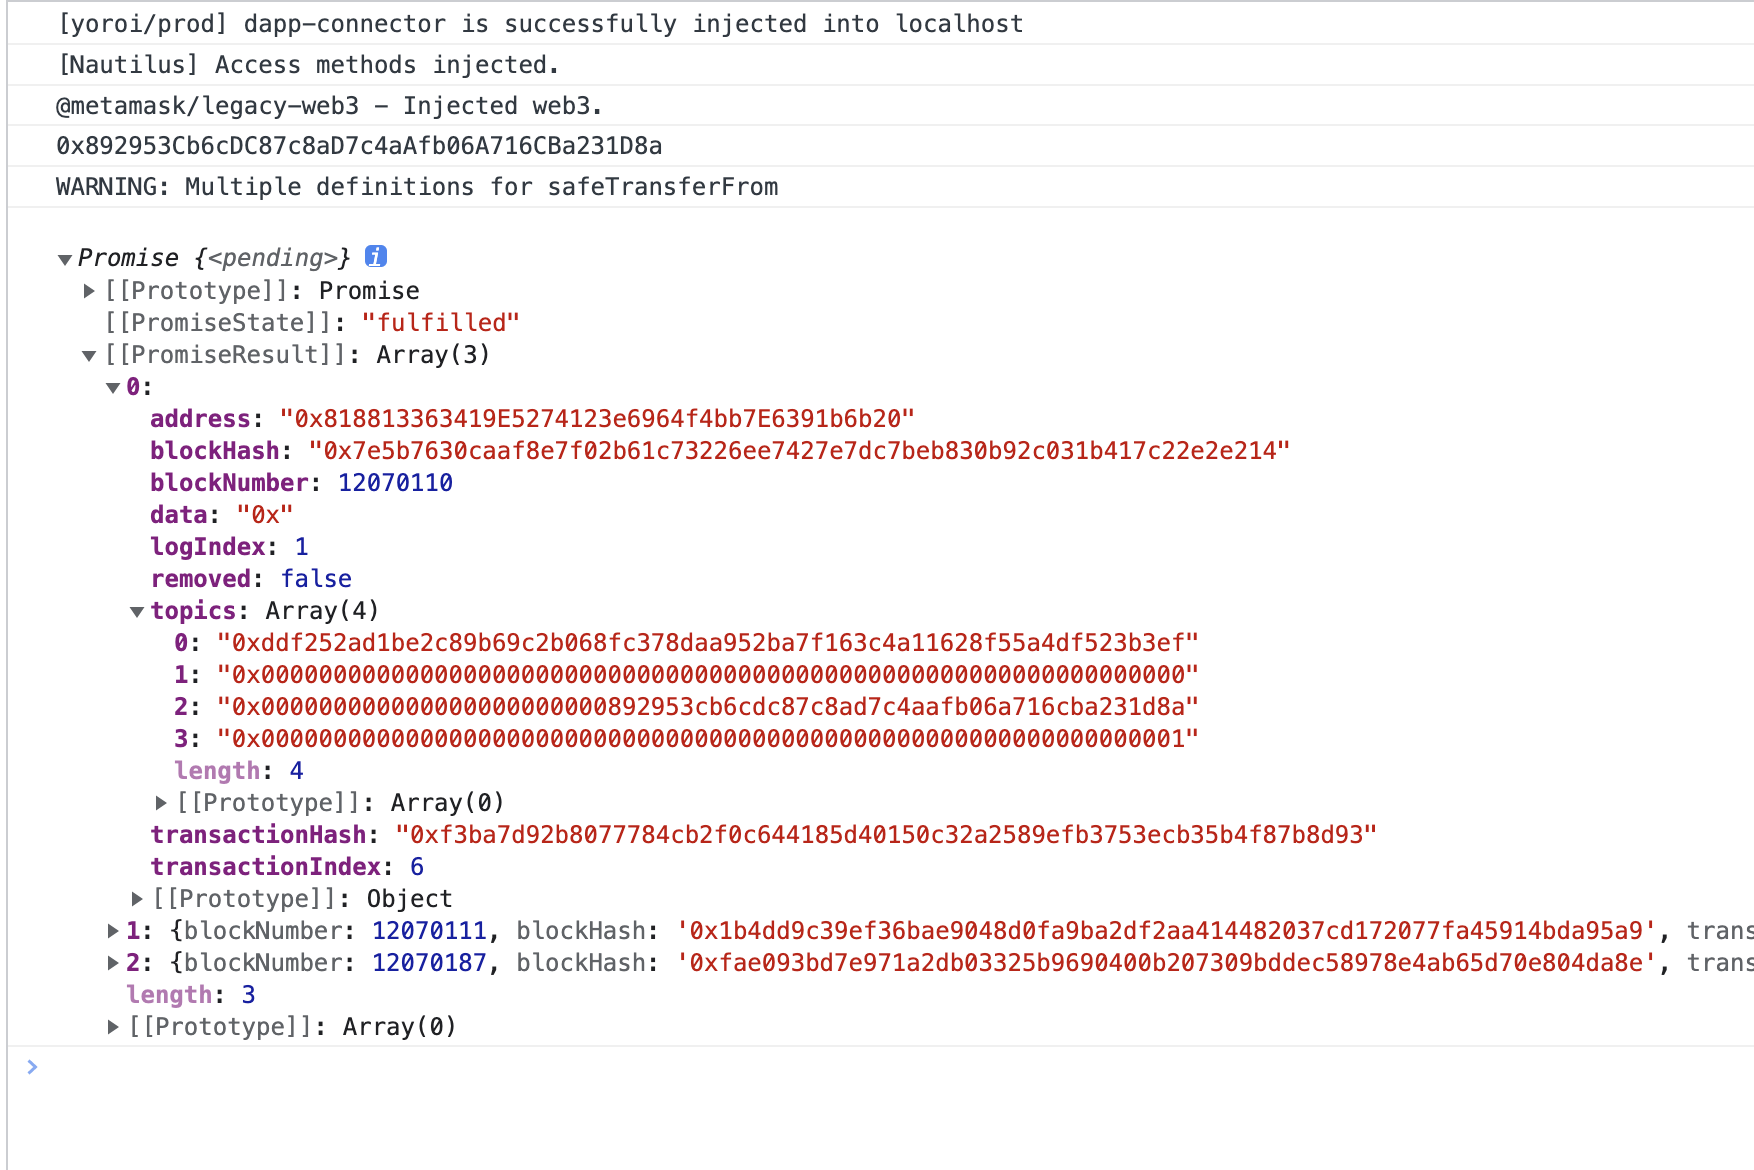 [yoroi/prod] dapp-connector is successfully injected into localhost
[Nautilus] Access methods injected.
@metamask/legacy-web3 - Injected web3.
0x892953Cb6cDC87c8aD7c4aAfb06A716CBa231D8a
WARNING: Multiple definitions for safeTransferFrom
Promise {<pending>} i
[[Prototype]]: Promise
[[PromiseState]]: "fulfilled"
[[PromiseResult]]: Array(3)
0:
address: "0x818813363419E5274123e6964f4bb7E6391b6b20"
blockHash: "0x7e5b7630caaf8e7f02b61c73226ee7427e7dc7beb830b92c031b417c22e2e214"
blockNumber: 12070110
data: "0x"
logIndex: 1
removed: false
topics: Array(4)
0: "0xddf252ad1be2c89b69c2b068fc378daa952ba7f163c4a11628f55a4df523b3ef"
1: "0x0000000000000000000000000000000000000000000000000000000000000000"
2: "0x000000000000000000000000892953cb6cdc87c8ad7c4aafb06a716cba231d8a"
3: "0x0000000000000000000000000000000000000000000000000000000000000001"
length: 4
[[Prototype]]: Array(0)
transactionHash: "0xf3ba7d92b8077784cb2f0c644185d40150c32a2589efb3753ecb35b4f87b8d93"
transactionIndex: 6
[[Prototype]]: Object
1: {blockNumber: 12070111, blockHash: '0x1b4dd9c39ef36bae9048d0fa9ba2df2aa414482037cd172077fa45914bda95a9', trans
2: {blockNumber: 12070187, blockHash: '0xfae093bd7e971a2db03325b9690400b207309bddec58978e4ab65d70e804da8e', trans
length: 3
[[Prototype]]: Array(0)